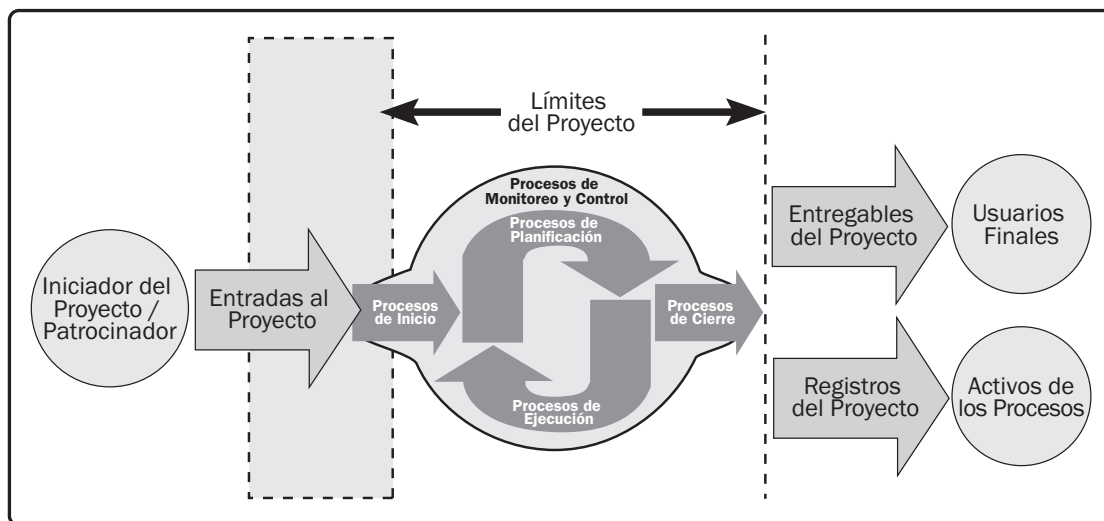 Límites
del Proyecto
Procesos de
Monitoreo y Control
Procesos de
Planificación
Iniciador del
Proyecto /
Patrocinador
Entradas al
Proyecto
Procesos
de Inicio
Procesos
de Cierre
Procesos de
Ejecución
Entregables
del Proyecto
Usuarios
Finales
Registros
del Proyecto
Activos de
los Procesos